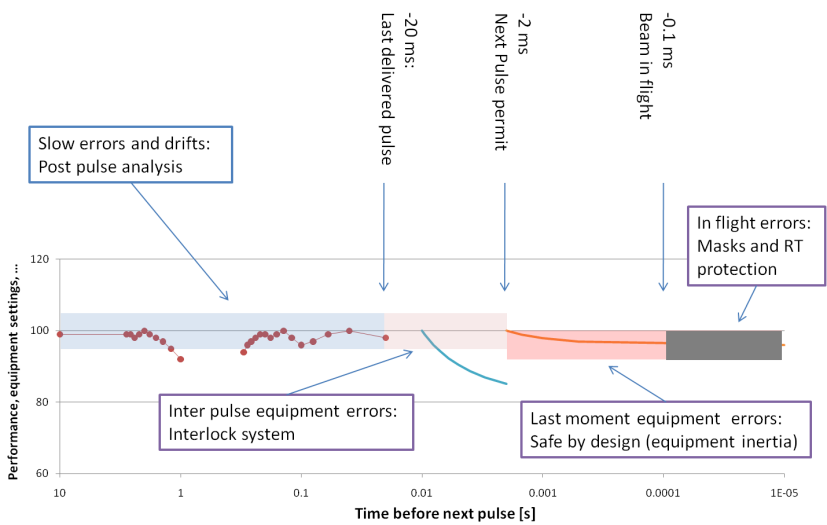 -20 ms:
Last delivered pulse
-2 ms
Next Pulse permit
-0.1 ms
Beam in flight
Slow errors and drifts:
Post pulse analysis
In flight errors:
Masks and RT
protection
Performance, equipment settings, ...
120
100
80
60
Inter pulse equipment errors:
Interlock system
Last moment equipment errors:
Safe by design (equipment inertia)
10
1
0.1
0.01
0.001
0.0001
1E-05
Time before next pulse [s]